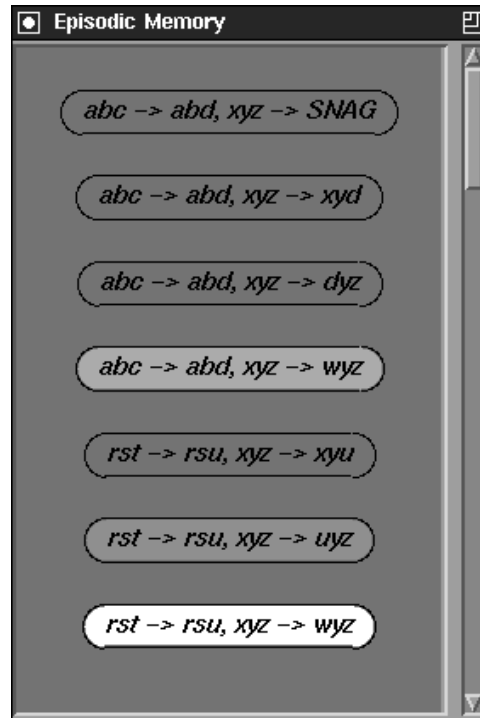 Episodic Memory
abc -> abd, xyz -> SNAG
abc -> abd, xyz -> xyd
abc -> abd, xyz -> dyz
abc -> abd, xyz -> wyz
rst -> rsu, xyz -> xyu
rst -> rsu, xyz -> uyz
rst -> rsu, xyz -> wyz